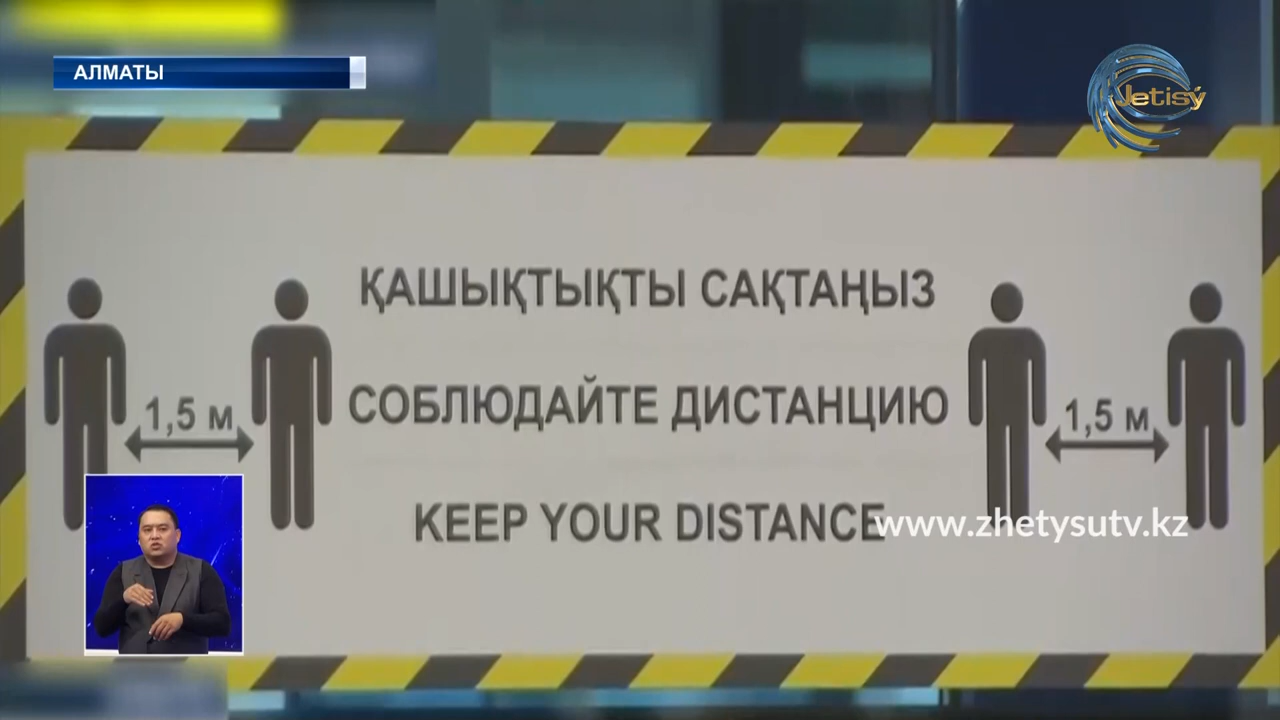 АЛМАТЫ
Jetisý
ҚАШЫҚТЫҚТЫ САҚТАҢЫЗ
СОБЛЮДАЙТЕ ДИСТАНЦИЮ
KEEP YOUR DISTANCE
1,5 м
1,5 м
www.zhetysutv.kz